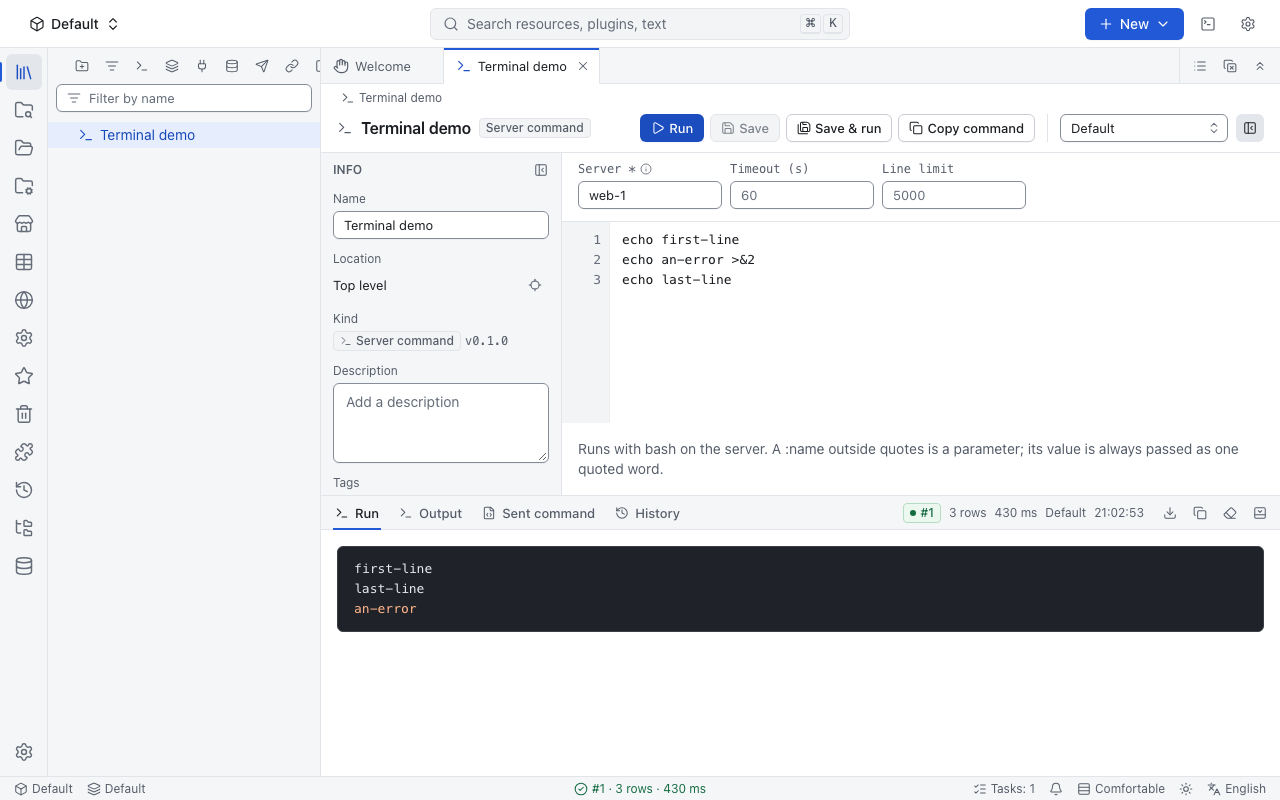 Default
Search resources, plugins, text
⌘ K
New
Welcome
Terminal demo
Filter by name
Terminal demo
Terminal demo
Terminal demo
Server command
Run
Save
Save & run
Copy command
Default
INFO
Name
Terminal demo
Location
Top level
Kind
Server command v0.1.0
Description
Add a description
Tags
Server *
Timeout (s)
Line limit
web-1
60
5000
1 echo first-line
2 echo an-error >&2
3 echo last-line
Runs with bash on the server. A :name outside quotes is a parameter; its value is always passed as one
quoted word.
Run
Output
Sent command
History
#1
3 rows
430 ms
Default
21:02:53
first-line
last-line
an-error
Default
Default
#1 · 3 rows · 430 ms
Tasks: 1
Comfortable
English